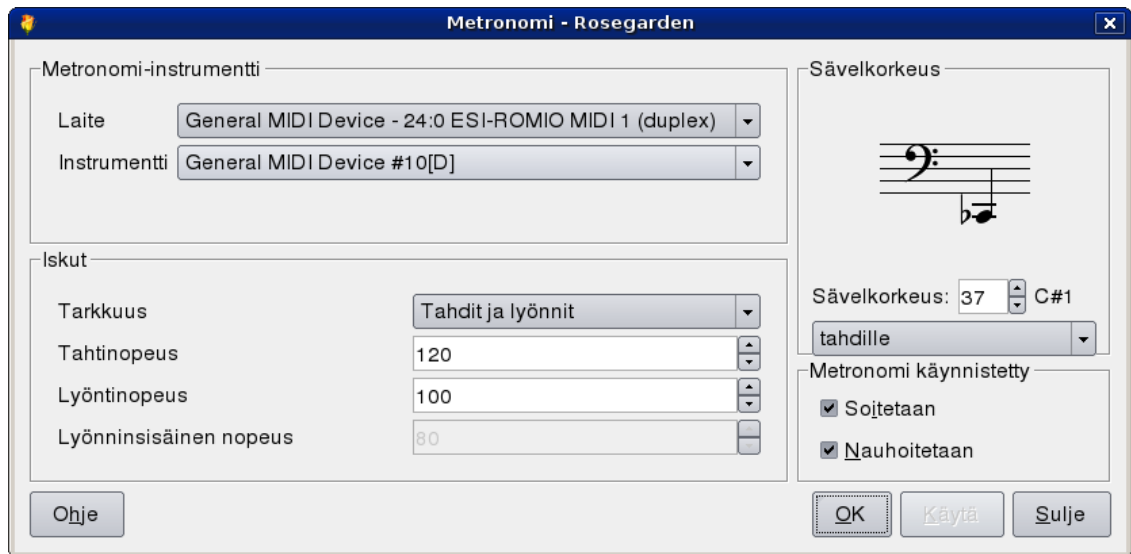 Metronomi - Rosegarden
Metronomi-instrumentti
Laite General MIDI Device - 24:0 ESI-ROMIO MIDI 1 (duplex)
Instrumentti General MIDI Device #10[D]
Iskut
Tarkkuus Tahdit ja lyönnit
Tahtinopeus 120
Lyöntinopeus 100
Lyönninsisäinen nopeus 80
Sävelkorkeus
Sävelkorkeus: 37 C#1
tahdille
Metronomi käynnistetty
Soitetaan
Nauhoitetaan
Ohje OK Käytä Sulje